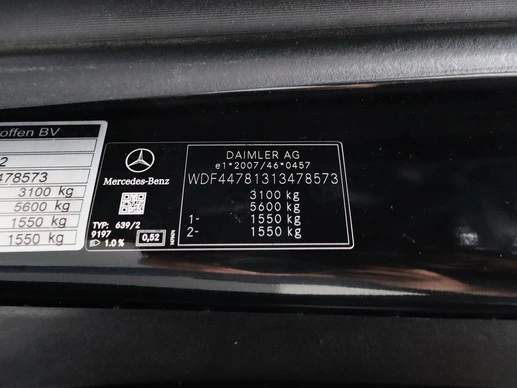 offen BV
2
478573
3100 kg
5600 kg
1550 kg
1550 kg
Mercedes-Benz
TYP: 639/2
9197
1.0 %
0,52
DAIMLER AG
e1*2007/46*0457
WDF44781313478573
3100 kg
5600 kg
1- 1550 kg
2- 1550 kg